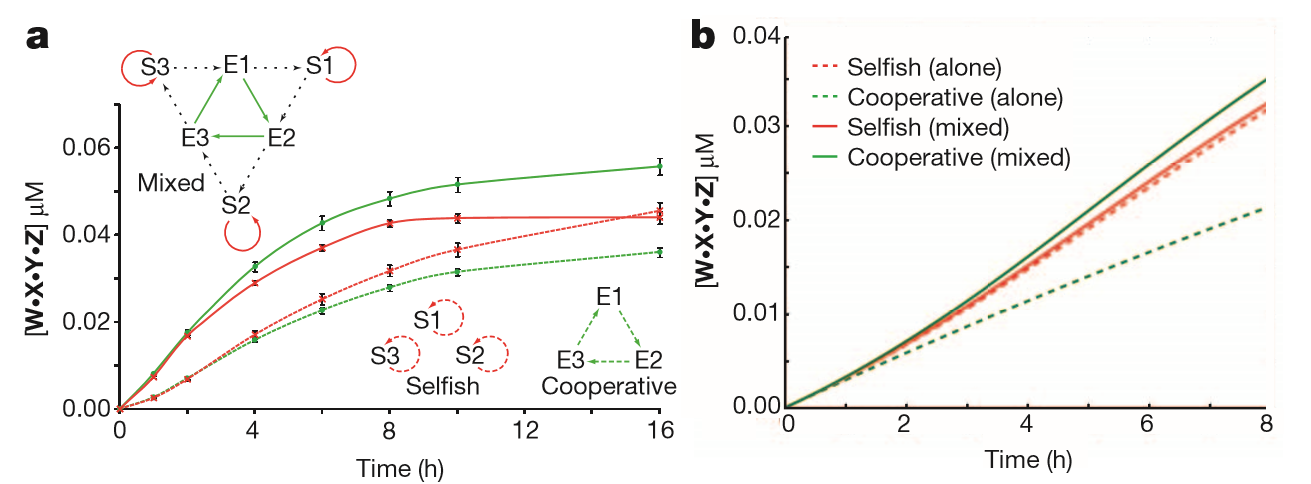 a
S3 E1 S1
E3 E2
Mixed
S2
[W•X•Y•Z] μM
0.06
0.04
0.02
0.00
0 4 8 12 16
Time (h)
S1
S3 S2
Selfish
E1
E3 E2
Cooperative
b
[W•X•Y•Z] μM
0.04
0.03
0.02
0.01
0.00
0 2 4 6 8
Time (h)
Selfish (alone)
Cooperative (alone)
Selfish (mixed)
Cooperative (mixed)